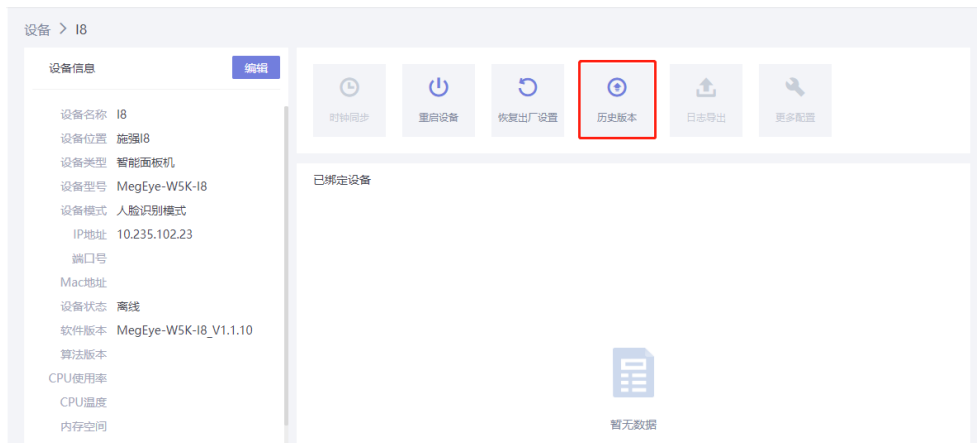 设备 > I8
设备信息
编辑
设备名称 I8
设备位置 施强I8
设备类型 智能面板机
设备型号 MegEye-W5K-I8
设备模式 人脸识别模式
IP地址 10.235.102.23
端口号
Mac地址
设备状态 离线
软件版本 MegEye-W5K-I8_V1.1.10
算法版本
CPU使用率
CPU温度
内存空间
时钟同步 重启设备 恢复出厂设置 历史版本 日志导出 更多配置
已绑定设备
暂无数据